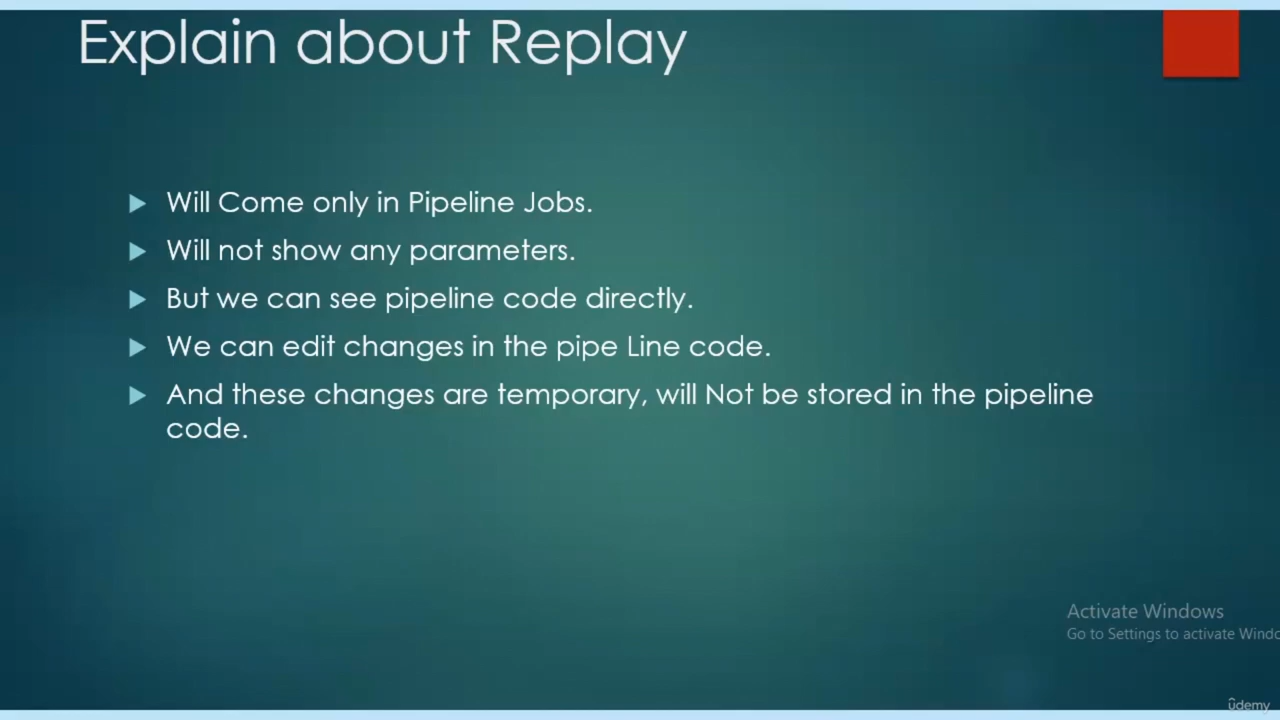 Explain about Replay
Will Come only in Pipeline Jobs.
Will not show any parameters.
But we can see pipeline code directly.
We can edit changes in the pipe Line code.
And these changes are temporary, will Not be stored in the pipeline
code.
Activate Windows
Go to Settings to activate Windo
ûdemy